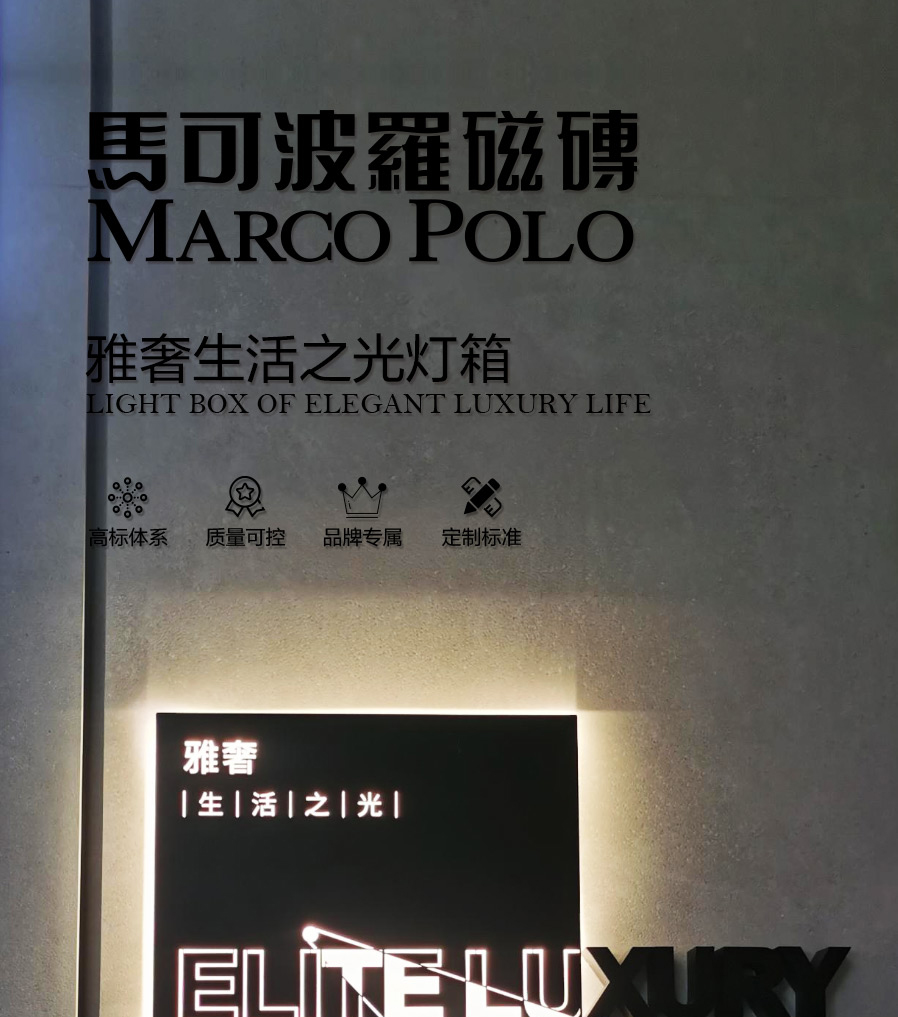 馬可波羅磁磚
MARCO POLO
雅奢生活之光灯箱
LIGHT BOX OF ELEGANT LUXURY LIFE
高标体系 质量可控 品牌专属 定制标准
雅奢
|生|活|之|光|
ELITE LUXURY